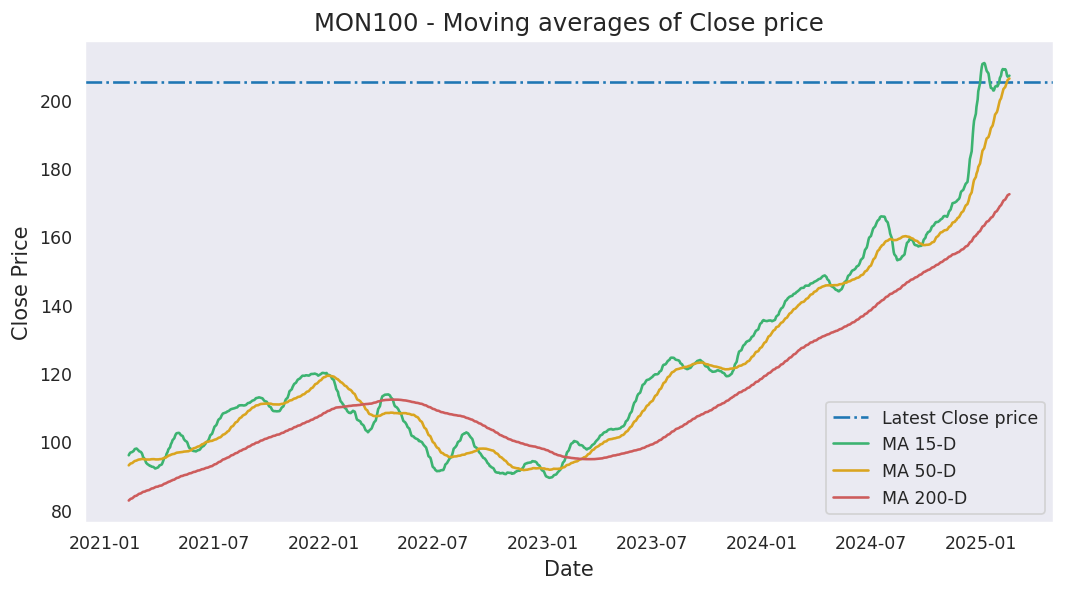 MON100 - Moving averages of Close price
Close Price
200
180
160
140
120
100
80
2021-01
2021-07
2022-01
2022-07
2023-01
2023-07
2024-01
2024-07
2025-01
Date
Latest Close price
MA 15-D
MA 50-D
MA 200-D